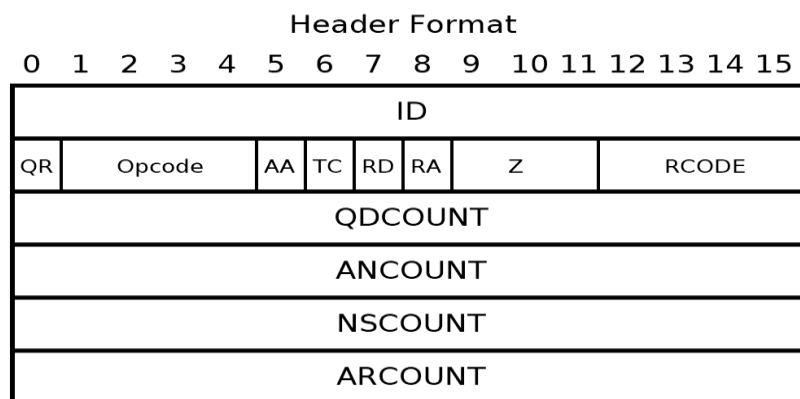 Header Format
0 1 2 3 4 5 6 7 8 9 10 11 12 13 14 15
ID
QR Opcode AA TC RD RA Z RCODE
QDCOUNT
ANCOUNT
NSCOUNT
ARCOUNT